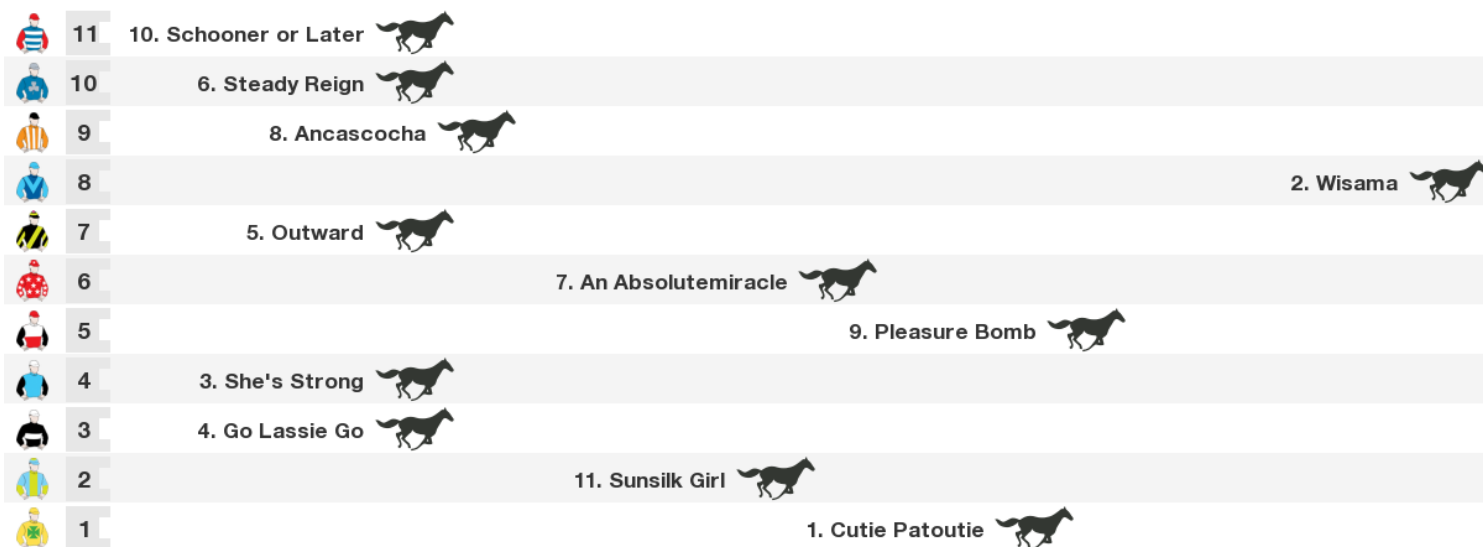 11 10. Schooner or Later
10 6. Steady Reign
9 8. Ancascocha
8 2. Wisama
7 5. Outward
6 7. An Absolutemiracle
5 9. Pleasure Bomb
4 3. She's Strong
3 4. Go Lassie Go
2 11. Sunsilk Girl
1 1. Cutie Patoutie